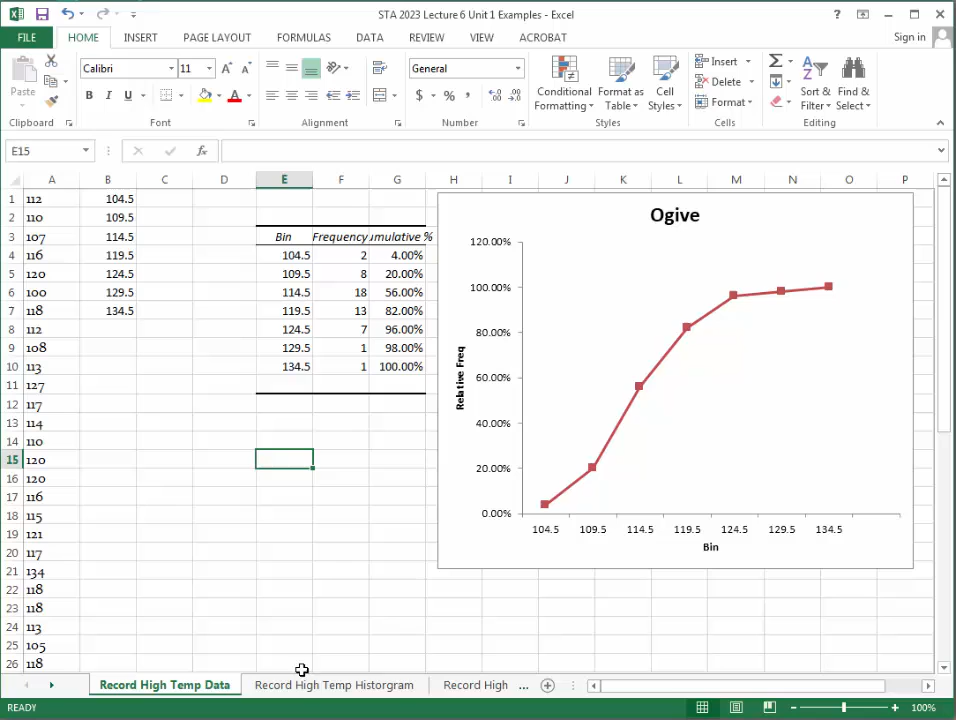 STA 2023 Lecture 6 Unit 1 Examples - Excel
FILE HOME INSERT PAGE LAYOUT FORMULAS DATA REVIEW VIEW ACROBAT Sign in
Paste
Calibri 11
B I U
A A
A
General
$ % ,
Conditional Formatting
Format as Table
Cell Styles
Insert
Delete
Format
Sort & Filter
Find & Select
Clipboard Font Alignment Number Styles Cells Editing
E15 fx
A B C D E F G H I J K L M N O P
1 112 104.5
2 110 109.5
3 107 114.5 Bin Frequency umulative %
4 116 119.5 104.5 2 4.00%
5 120 124.5 109.5 8 20.00%
6 100 129.5 114.5 18 56.00%
7 118 134.5 119.5 13 82.00%
8 112 124.5 7 96.00%
9 108 129.5 1 98.00%
10 113 134.5 1 100.00%
11 127
12 117
13 114
14 110
15 120
16 120
17 116
18 115
19 121
20 117
21 134
22 118
23 118
24 113
25 105
26 118
Ogive
120.00%
100.00%
80.00%
60.00%
40.00%
20.00%
0.00%
Relative Freq
104.5 109.5 114.5 119.5 124.5 129.5 134.5
Bin
Record High Temp Data Record High Temp Historgram Record High ...
READY 100%